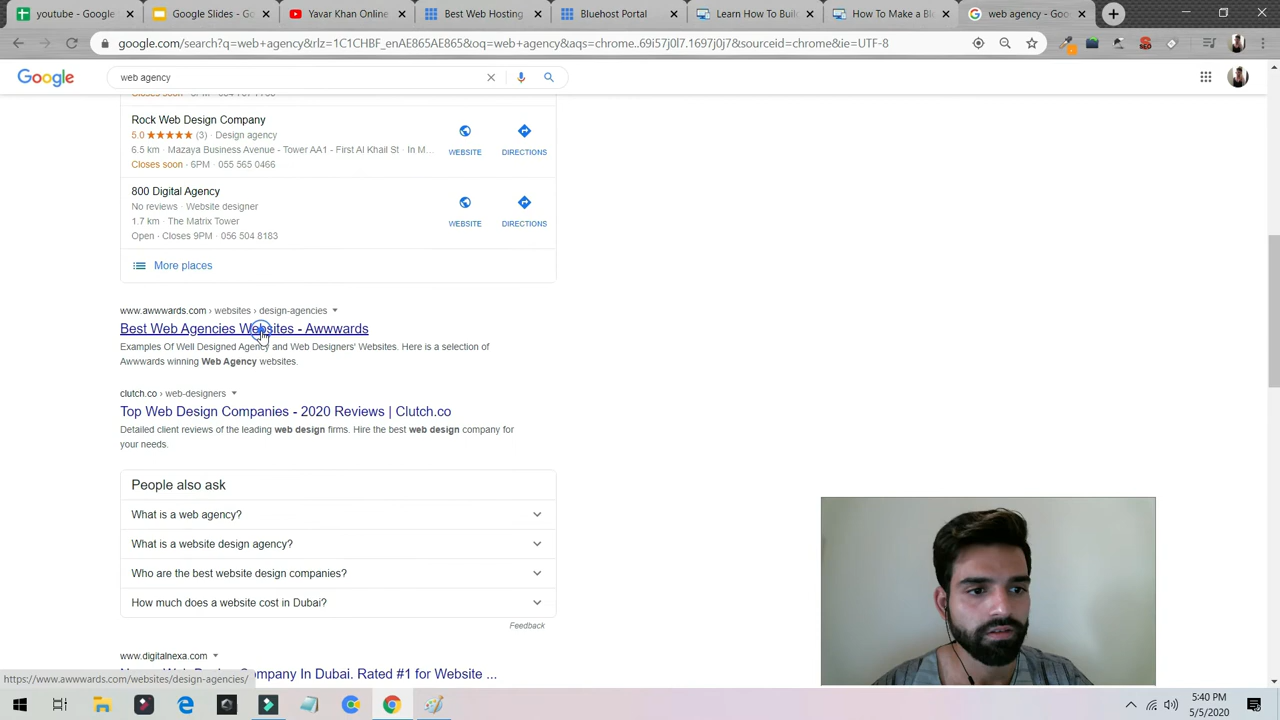 Untitled spreadsheet
Untitled
Yavar Khan Online
Web Hosting
Bluehost Portal
Learn How To Buil
How To Make a Bl
web agency - Goo
google.com/search?q=web+agency&rlz=1C1CHBF_enAE865AE865&oq=web+agency&aqs=chrome..69i57j0l7.1697j0j7&sourceid=chrome&ie=UTF-8
Google
web agency
Rock Web Design Company
5.0 ★★★★★ (3) · Design agency
6.5 km · Mazaya Business Avenue - Tower AA1 - First Al Khail St · In M...
Closes soon · 6PM · 055 565 0466
WEBSITE
DIRECTIONS
800 Digital Agency
No reviews · Website designer
1.7 km · The Matrix Tower
Open · Closes 9PM · 056 504 8183
WEBSITE
DIRECTIONS
More places
www.awwwards.com › websites › design-agencies
Best Web Agencies Websites - Awwwards
Examples Of Well Designed Agency and Web Designers' Websites. Here is a selection of
Awwwards winning Web Agency websites.
clutch.co › web-designers
Top Web Design Companies - 2020 Reviews | Clutch.co
Detailed client reviews of the leading web design firms. Hire the best web design company for
your needs.
People also ask
What is a web agency?
What is a website design agency?
Who are the best website design companies?
How much does a website cost in Dubai?
Feedback
www.digitalnexa.com
Company In Dubai. Rated #1 for Website ...
https://www.awwwards.com/websites/design-agencies/
5:40 PM
5/5/2020